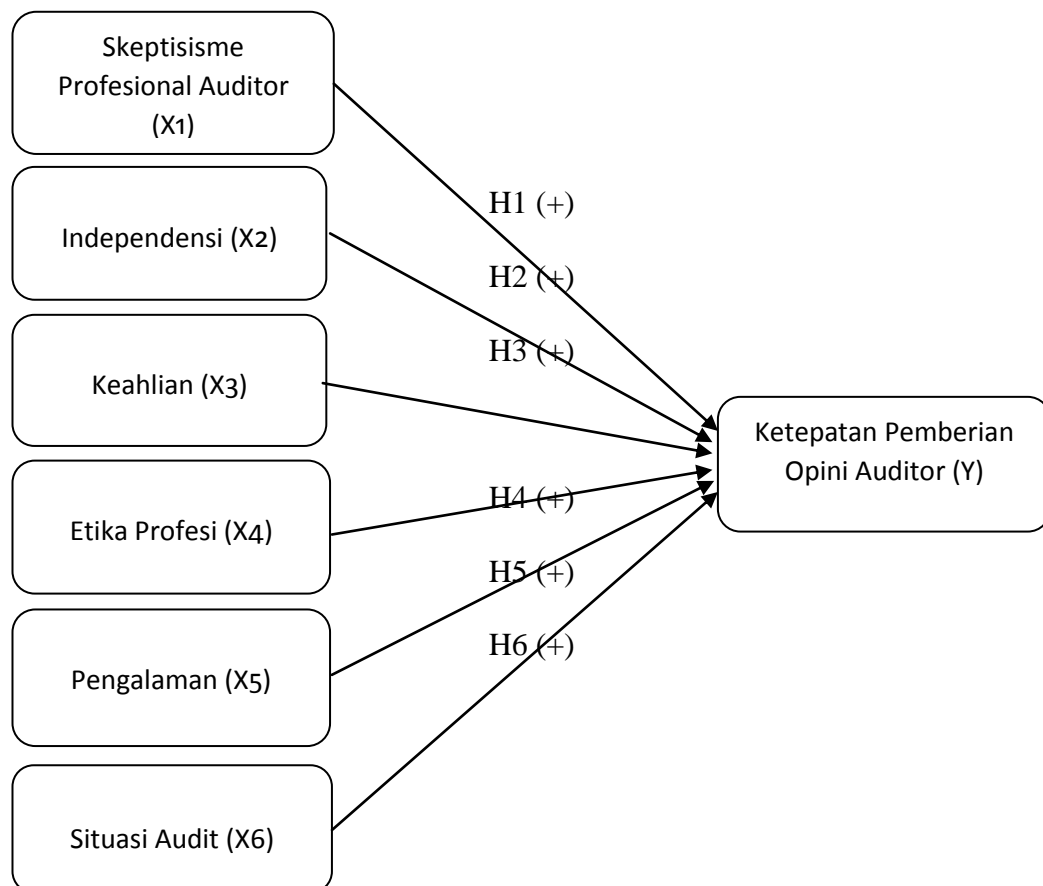 Skeptisisme
Profesional Auditor
(X1)
Independensi (X2)
Keahlian (X3)
Etika Profesi (X4)
Pengalaman (X5)
Situasi Audit (X6)
H1 (+)
H2 (+)
H3 (+)
H4 (+)
H5 (+)
H6 (+)
Ketepatan Pemberian
Opini Auditor (Y)